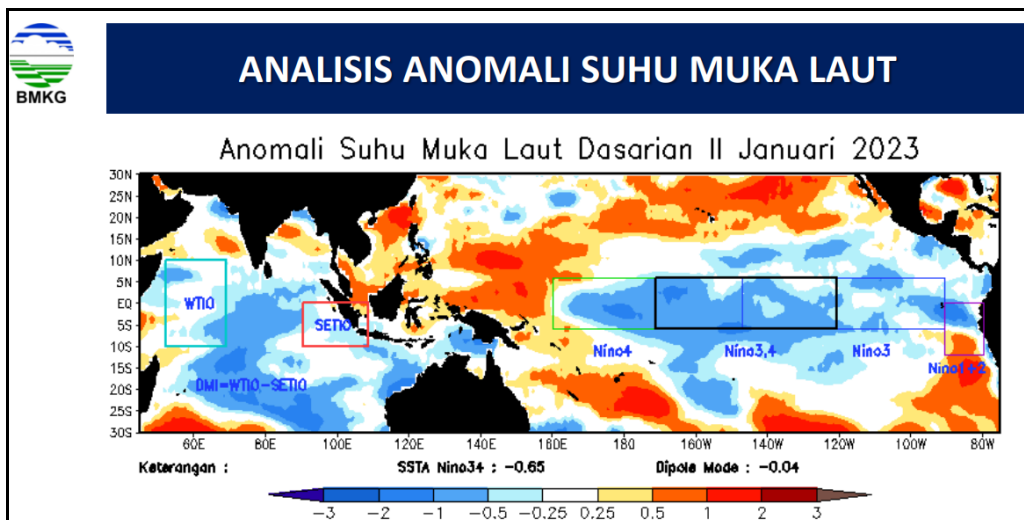 BMKG
ANALISIS ANOMALI SUHU MUKA LAUT
Anomali Suhu Muka Laut Dasarian II Januari 2023
30N
25N
20N
15N
10N
5N
EQ
5S
10S
15S
20S
25S
30S
WTIO
SETIO
DMI=WTIO-SETIO
Nino4
Nino3,4
Nino3
Nino1+2
60E 80E 100E 120E 140E 160E 180 160W 140W 120W 100W 80W
Keterangan : SSTA Nino34 : -0.65 Dipole Mode : -0.04
-3 -2 -1 -0.5 -0.25 0.25 0.5 1 2 3